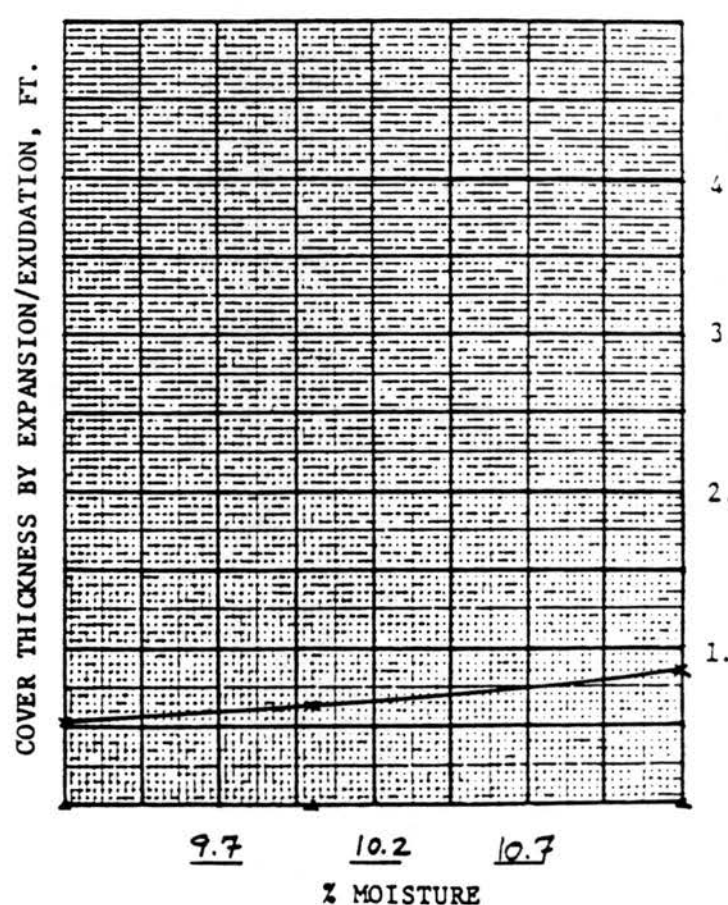 COVER THICKNESS BY EXPANSION/EXUDATION, FT.
4
3
2
1.
9.7 10.2 10.7
% MOISTURE